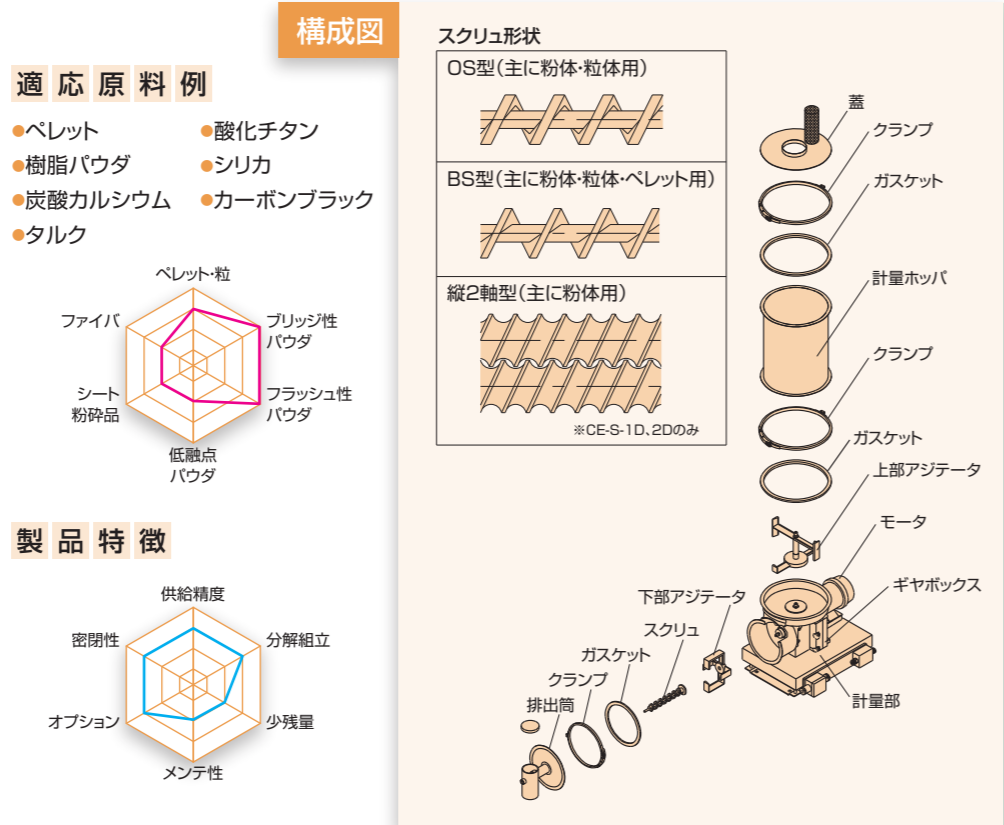 構成図
適応原料例
●ペレット
●樹脂パウダ
●炭酸カルシウム
●タルク
●酸化チタン
●シリカ
●カーボンブラック
ペレット・粒
ブリッジ性
パウダ
フラッシュ性
パウダ
低融点
パウダ
シート
粉砕品
ファイバ
製品特徴
供給精度
分解組立
少残量
メンテ性
オプション
密閉性
スクリュ形状
OS型(主に粉体・粒体用)
BS型(主に粉体・粒体・ペレット用)
縦2軸型(主に粉体用)
※CE-S-1D、2Dのみ
蓋
クランプ
ガスケット
計量ホッパ
クランプ
ガスケット
上部アジテータ
モータ
ギヤボックス
計量部
下部アジテータ
スクリュ
ガスケット
クランプ
排出筒